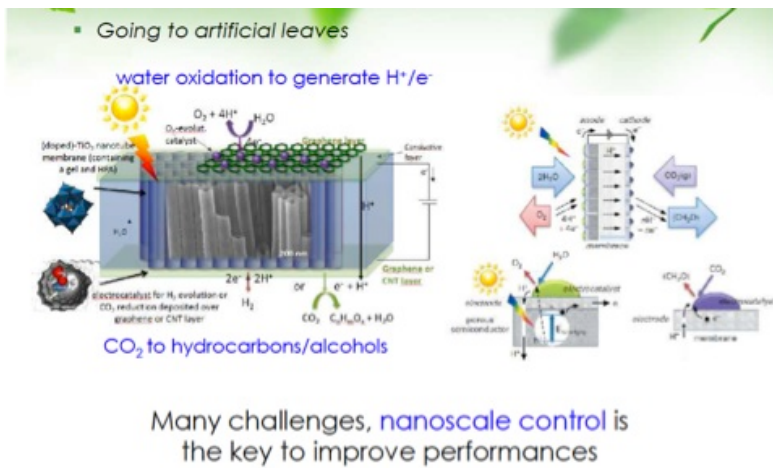 Going to artificial leaves
water oxidation to generate H⁺/e⁻
O₂ + 4H⁺
H₂O
O₂-evolut.
catalyst
Graphene layer
(doped)-TiO₂ nanotube
membrane (containing
a gel and HPA)
Conductive
layer
e⁻
H⁺
H₂O
200 nm
Graphene or
CNT layer
2e⁻
2H⁺
H₂
or
e⁻ + H⁺
electrocatalyst for H₂ evolution or
CO₂ reduction deposited over
graphene or CNT layer
CO₂
+ H₂O
CO₂ to hydrocarbons/alcohols
anode
cathode
e⁻
e⁻
H⁺
2H₂O
CO₂(g)
O₂
membrane
O₂
H₂O
electrocatalyst
electrode
porous
semiconductor
H⁺
CO₂
electrocatalyst
electrode
H⁺
membrane
Many challenges, nanoscale control is
the key to improve performances